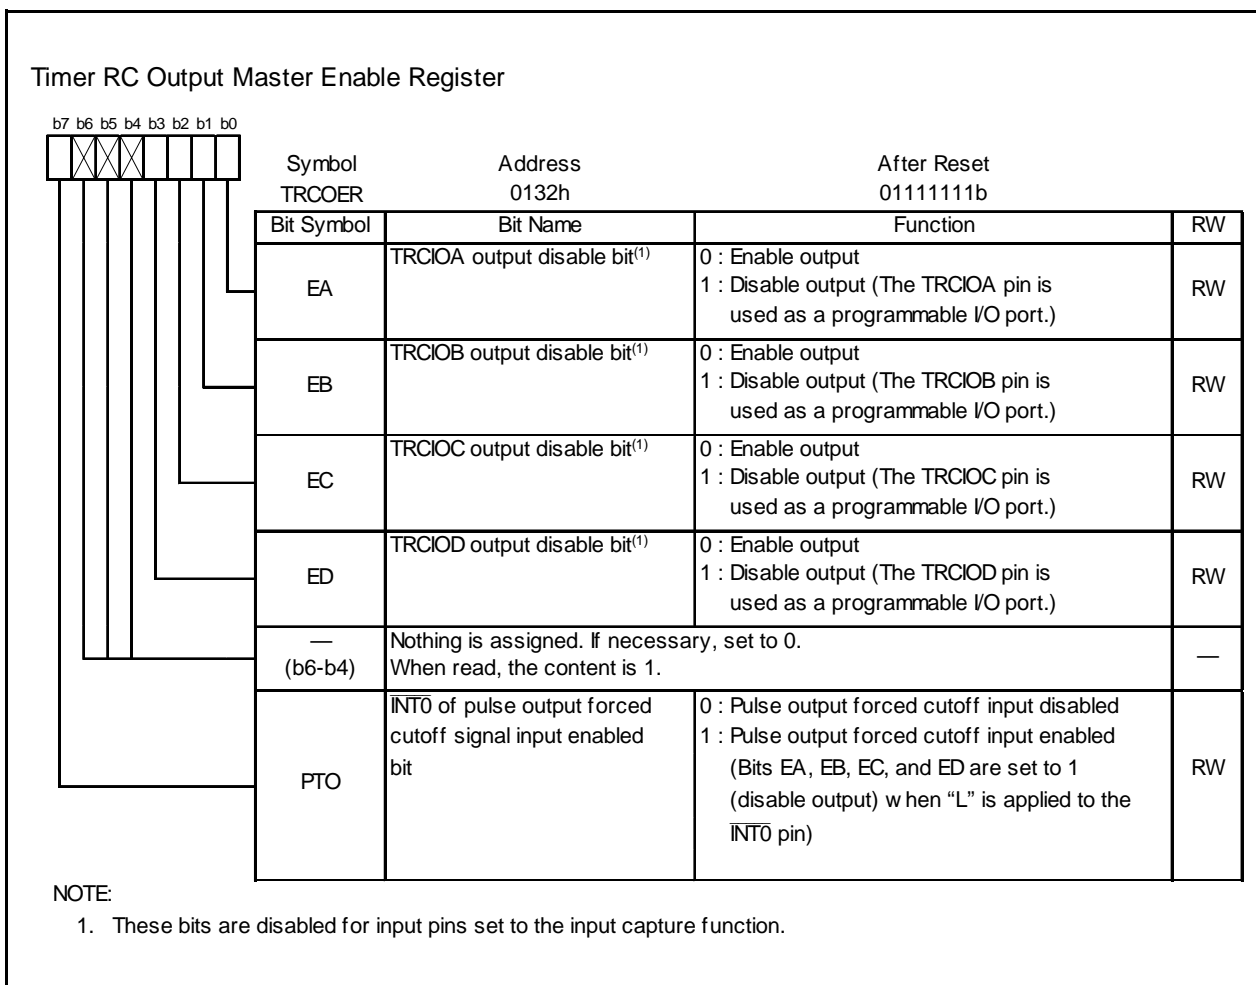 Timer RC Output Master Enable Register
b7 b6 b5 b4 b3 b2 b1 b0
Symbol Address After Reset
TRCOER 0132h 01111111b
Bit Symbol Bit Name Function RW
EA
TRCIOA output disable bit(1)
0 : Enable output
1 : Disable output (The TRCIOA pin is
used as a programmable I/O port.)
RW
EB
TRCIOB output disable bit(1)
0 : Enable output
1 : Disable output (The TRCIOB pin is
used as a programmable I/O port.)
RW
EC
TRCIOC output disable bit(1)
0 : Enable output
1 : Disable output (The TRCIOC pin is
used as a programmable I/O port.)
RW
ED
TRCIOD output disable bit(1)
0 : Enable output
1 : Disable output (The TRCIOD pin is
used as a programmable I/O port.)
RW
—
(b6-b4)
Nothing is assigned. If necessary, set to 0.
When read, the content is 1.
—
PTO
INT0 of pulse output forced
cutoff signal input enabled
bit
0 : Pulse output forced cutoff input disabled
1 : Pulse output forced cutoff input enabled
(Bits EA, EB, EC, and ED are set to 1
(disable output) when “L” is applied to the
INT0 pin)
RW
NOTE:
1. These bits are disabled for input pins set to the input capture function.